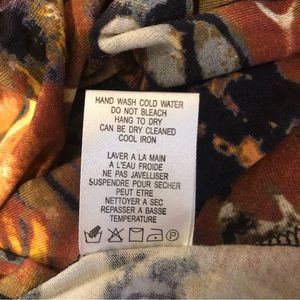 HAND WASH COLD WATER
DO NOT BLEACH
HANG TO DRY
CAN BE DRY CLEANED
COOL IRON
LAVER A LA MAIN
A L'EAU FROIDE
NE PAS JAVELLISER
SUSPENDRE POUR SECHER
PEUT ETRE
NETTOYER A SEC
REPASSER A BASSE
TEMPERATURE
P